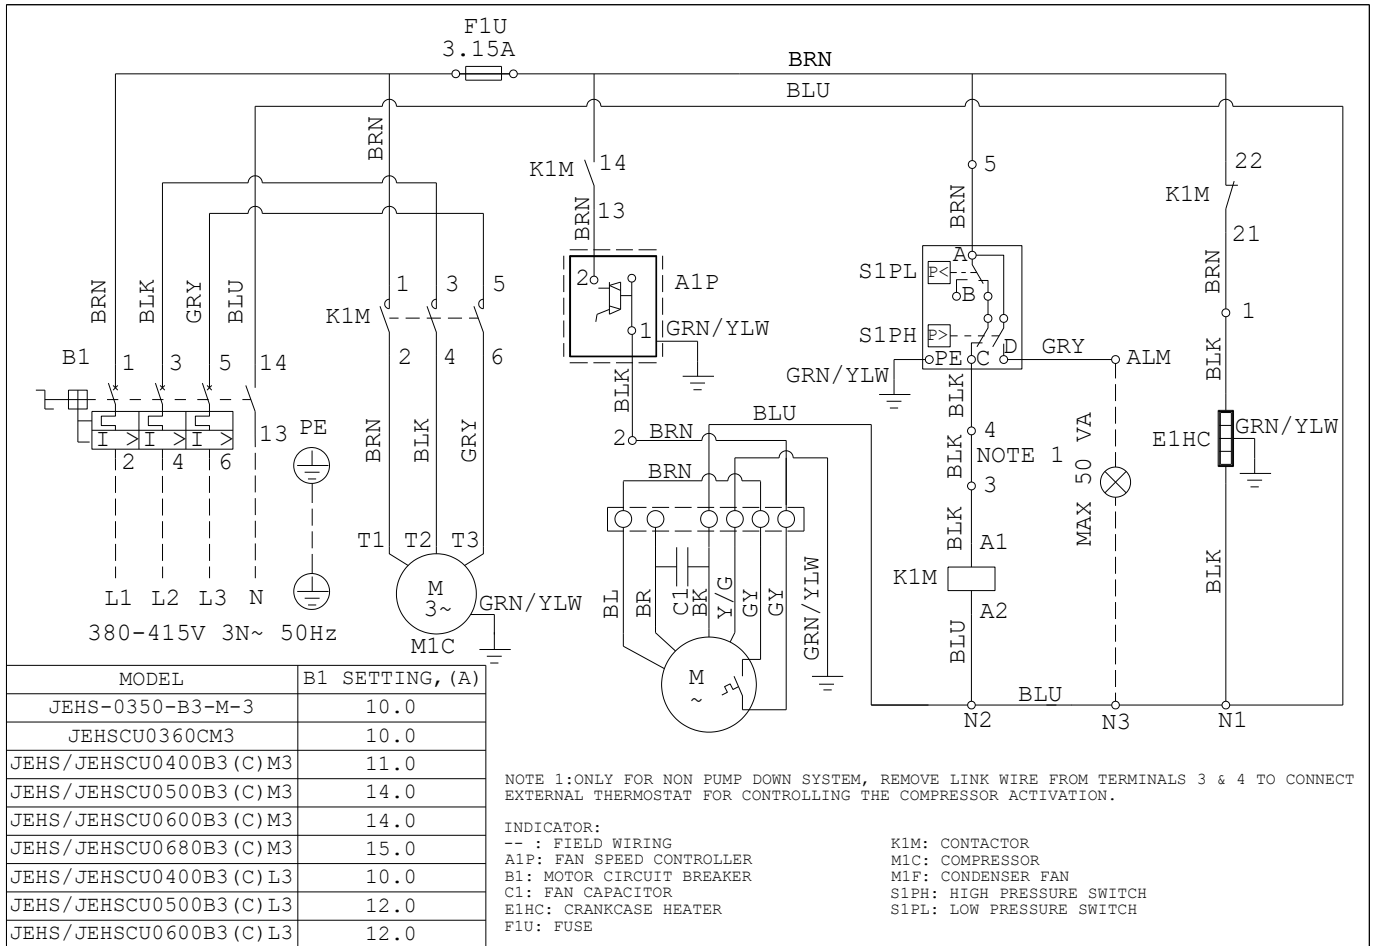 F1U
3.15A
BRN
BLU
BRN
K1M
14
13
BRN
5
BRN
22
K1M
21
BRN
1
BLK
BRN
BLK
GRY
BLU
1
3
5
K1M
2
4
6
A
S1PL
P<
B
S1PH
P>
PE
C
D
GRY
ALM
GRN/YLW
2
A1P
1
GRN/YLW
BLK
B1
1
3
5
14
I >
I >
I >
13
2
4
6
PE
BRN
BLK
GRY
BLU
2
BRN
BRN
BLK
4
BLK
NOTE 1
3
BLK
MAX 50 VA
E1HC
GRN/YLW
BLK
T1
T2
T3
M
3~
GRN/YLW
M1C
L1 L2 L3 N
380-415V 3N~ 50Hz
BL
BR
C1
BK
Y/G
GY
GY
GRN/YLW
M
~
A1
K1M
A2
BLU
BLU
N2
N3
N1
MODEL B1 SETTING,(A)
JEHS-0350-B3-M-3 10.0
JEHSCU0360CM3 10.0
JEHS/JEHSCU0400B3(C)M3 11.0
JEHS/JEHSCU0500B3(C)M3 14.0
JEHS/JEHSCU0600B3(C)M3 14.0
JEHS/JEHSCU0680B3(C)M3 15.0
JEHS/JEHSCU0400B3(C)L3 10.0
JEHS/JEHSCU0500B3(C)L3 12.0
JEHS/JEHSCU0600B3(C)L3 12.0
NOTE 1:ONLY FOR NON PUMP DOWN SYSTEM, REMOVE LINK WIRE FROM TERMINALS 3 & 4 TO CONNECT
EXTERNAL THERMOSTAT FOR CONTROLLING THE COMPRESSOR ACTIVATION.
INDICATOR:
-- : FIELD WIRING
A1P: FAN SPEED CONTROLLER
B1: MOTOR CIRCUIT BREAKER
C1: FAN CAPACITOR
E1HC: CRANKCASE HEATER
F1U: FUSE
K1M: CONTACTOR
M1C: COMPRESSOR
M1F: CONDENSER FAN
S1PH: HIGH PRESSURE SWITCH
S1PL: LOW PRESSURE SWITCH